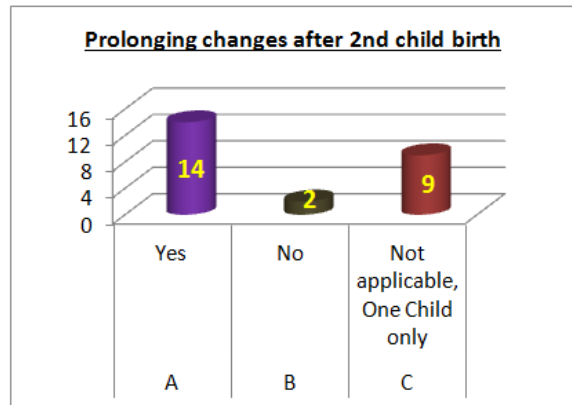 Prolonging changes after 2nd child birth
16
12
8
4
0
14
2
9
Yes
No
Not
applicable,
One Child
only
A
B
C